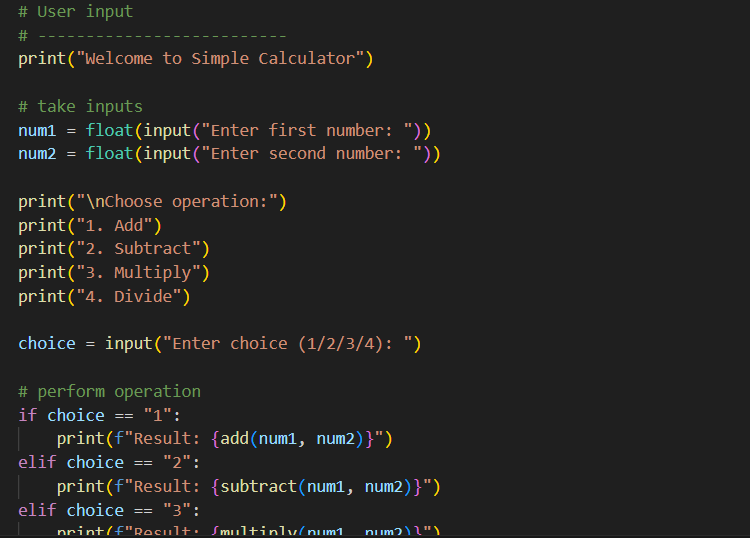 # User input
# --------------------------
print("Welcome to Simple Calculator")
# take inputs
num1 = float(input("Enter first number: "))
num2 = float(input("Enter second number: "))
print("\nChoose operation:")
print("1. Add")
print("2. Subtract")
print("3. Multiply")
print("4. Divide")
choice = input("Enter choice (1/2/3/4): ")
# perform operation
if choice == "1":
    print(f"Result: {add(num1, num2)}")
elif choice == "2":
    print(f"Result: {subtract(num1, num2)}")
elif choice == "3":
    print(f"Result: {multiply(num1, num2)}")